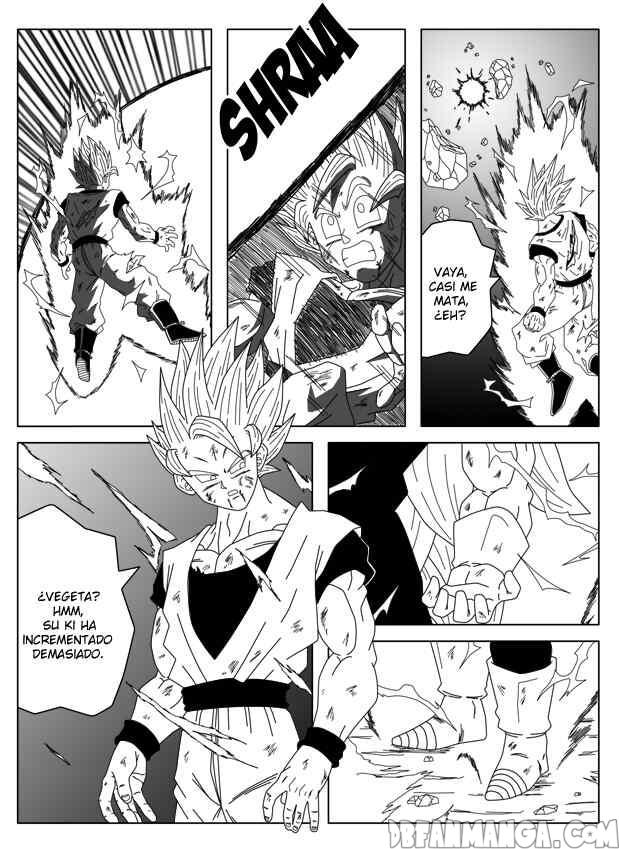 SHRAA
VAYA,
CASI ME
MATA,
¿EH?
¿VEGETA?
HMM,
SU KI HA
INCREMENTADO
DEMASIADO.
DBFANMANGA.COM